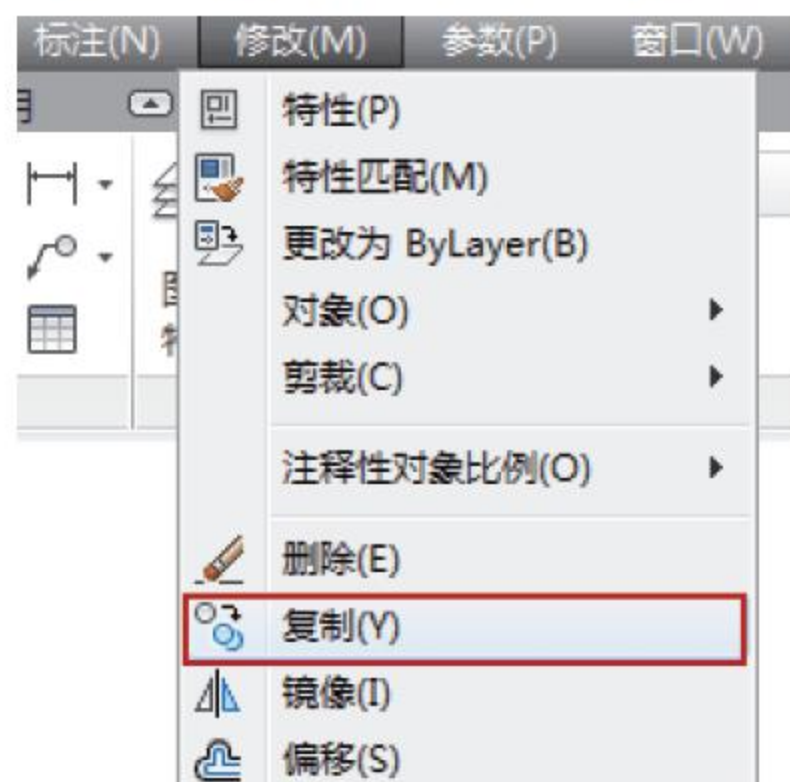 标注(N) 修改(M) 参数(P) 窗口(W)
特性(P)
特性匹配(M)
更改为 ByLayer(B)
对象(O)
剪裁(C)
注释性对象比例(O)
删除(E)
复制(Y)
镜像(I)
偏移(S)